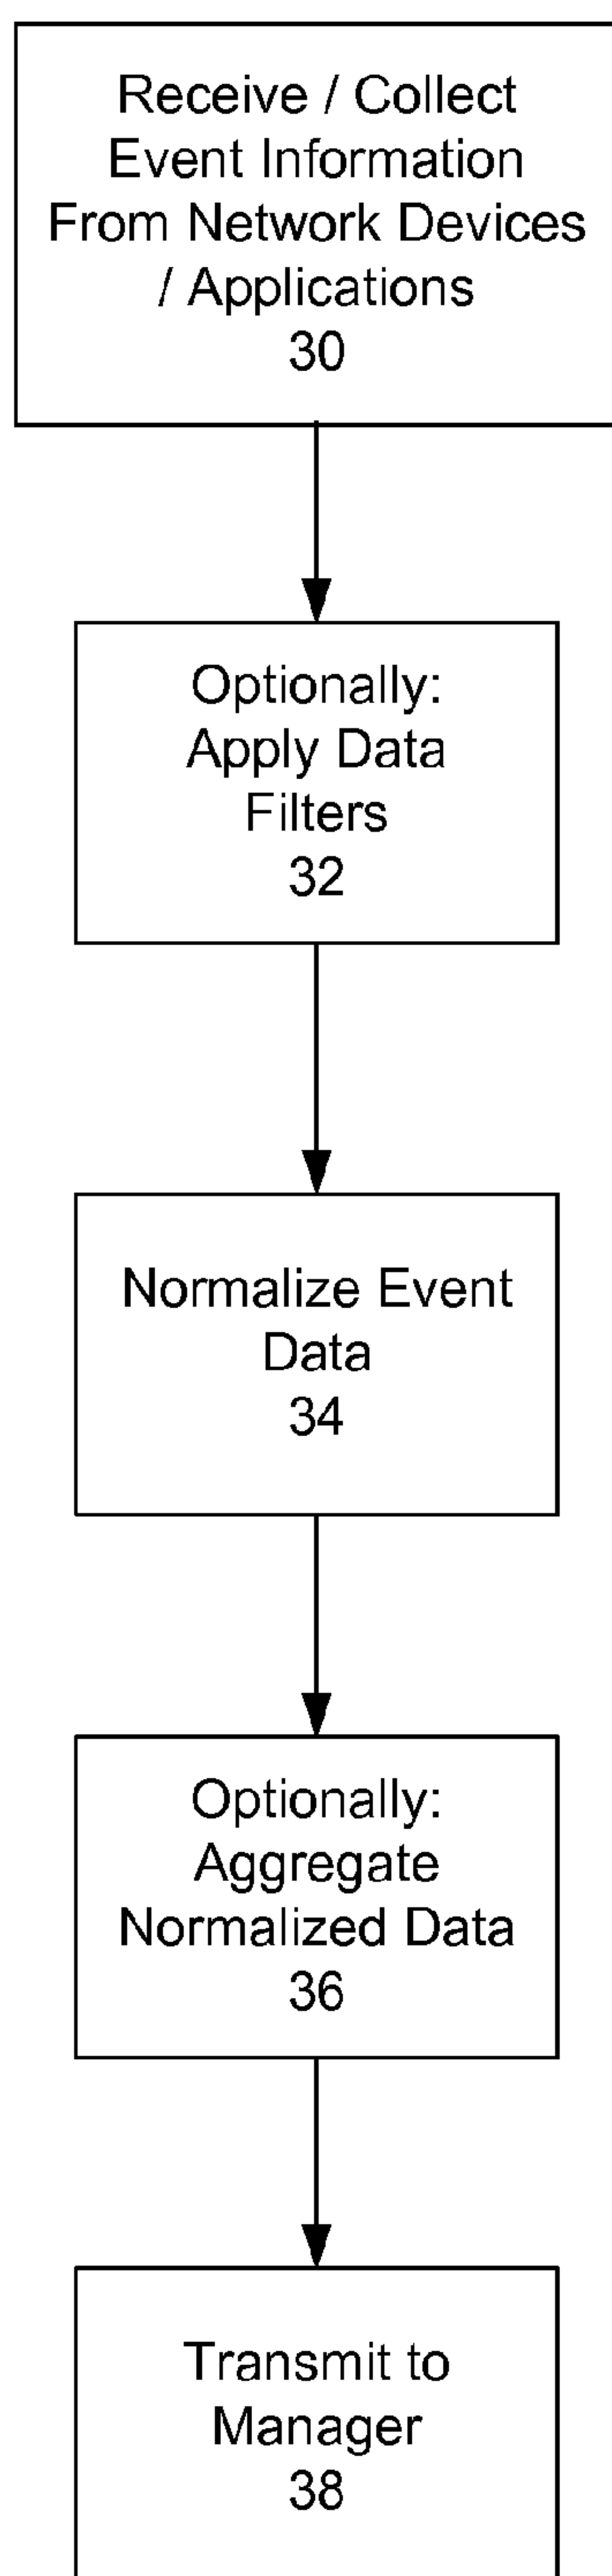 Receive / Collect
Event Information
From Network Devices
/ Applications
30
Optionally:
Apply Data
Filters
32
Normalize Event
Data
34
Optionally:
Aggregate
Normalized Data
36
Transmit to
Manager
38